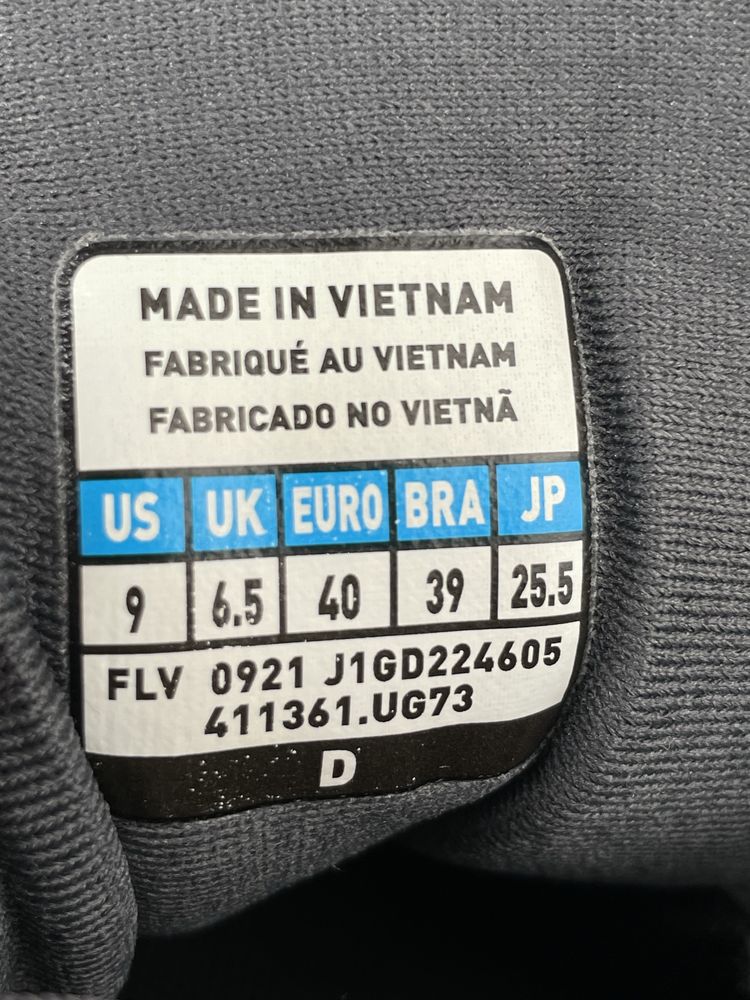 MADE IN VIETNAM
FABRIQUÉ AU VIETNAM
FABRICADO NO VIETNÃ
US UK EURO BRA JP
9 6.5 40 39 25.5
FLV 0921 J1GD224605
411361.UG73
D